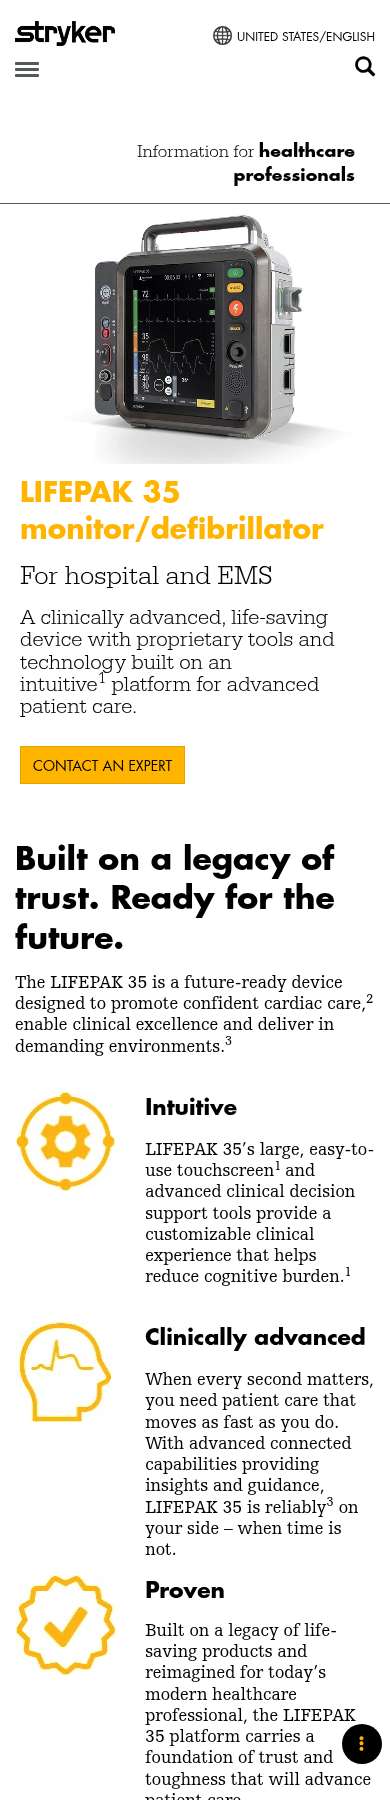 stryker
UNITED STATES/ENGLISH
Information for healthcare
professionals
LIFEPAK 35
monitor/defibrillator
For hospital and EMS
A clinically advanced, life-saving
device with proprietary tools and
technology built on an
intuitive¹ platform for advanced
patient care.
CONTACT AN EXPERT
Built on a legacy of
trust. Ready for the
future.
The LIFEPAK 35 is a future-ready device
designed to promote confident cardiac care,²
enable clinical excellence and deliver in
demanding environments.³
Intuitive
LIFEPAK 35’s large, easy-to-
use touchscreen¹ and
advanced clinical decision
support tools provide a
customizable clinical
experience that helps
reduce cognitive burden.¹
Clinically advanced
When every second matters,
you need patient care that
moves as fast as you do.
With advanced connected
capabilities providing
insights and guidance,
LIFEPAK 35 is reliably³ on
your side – when time is
not.
Proven
Built on a legacy of life-
saving products and
reimagined for today’s
modern healthcare
professional, the LIFEPAK
35 platform carries a
foundation of trust and
toughness that will advance
patient care